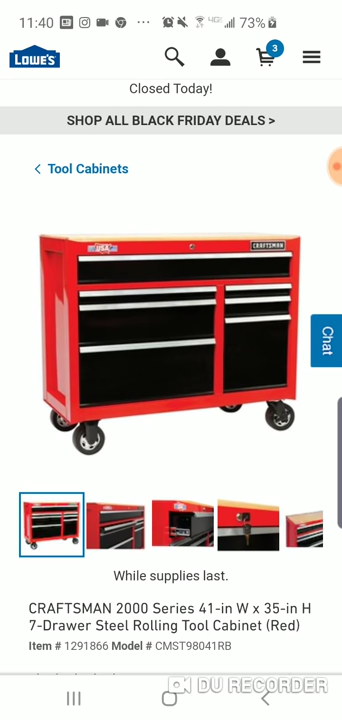 11:40 73%
LOWE'S
3
Closed Today!
SHOP ALL BLACK FRIDAY DEALS >
< Tool Cabinets
USA CRAFTSMAN
Chat
While supplies last.
CRAFTSMAN 2000 Series 41-in W x 35-in H
7-Drawer Steel Rolling Tool Cabinet (Red)
Item # 1291866 Model # CMST98041RB
DU RECORDER